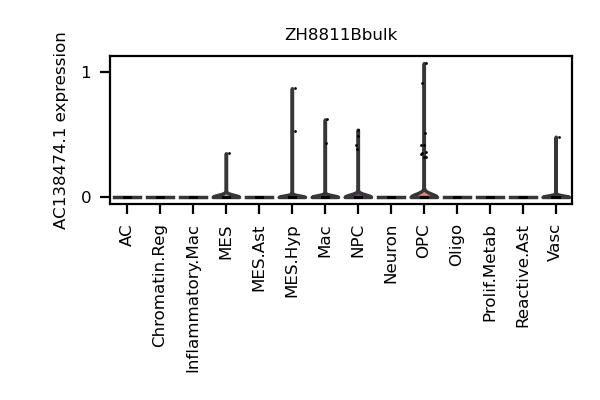 ZH8811Bbulk
AC138474.1 expression
1
0
AC
Chromatin.Reg
Inflammatory.Mac
MES
MES.Ast
MES.Hyp
Mac
NPC
Neuron
OPC
Oligo
Prolif.Metab
Reactive.Ast
Vasc